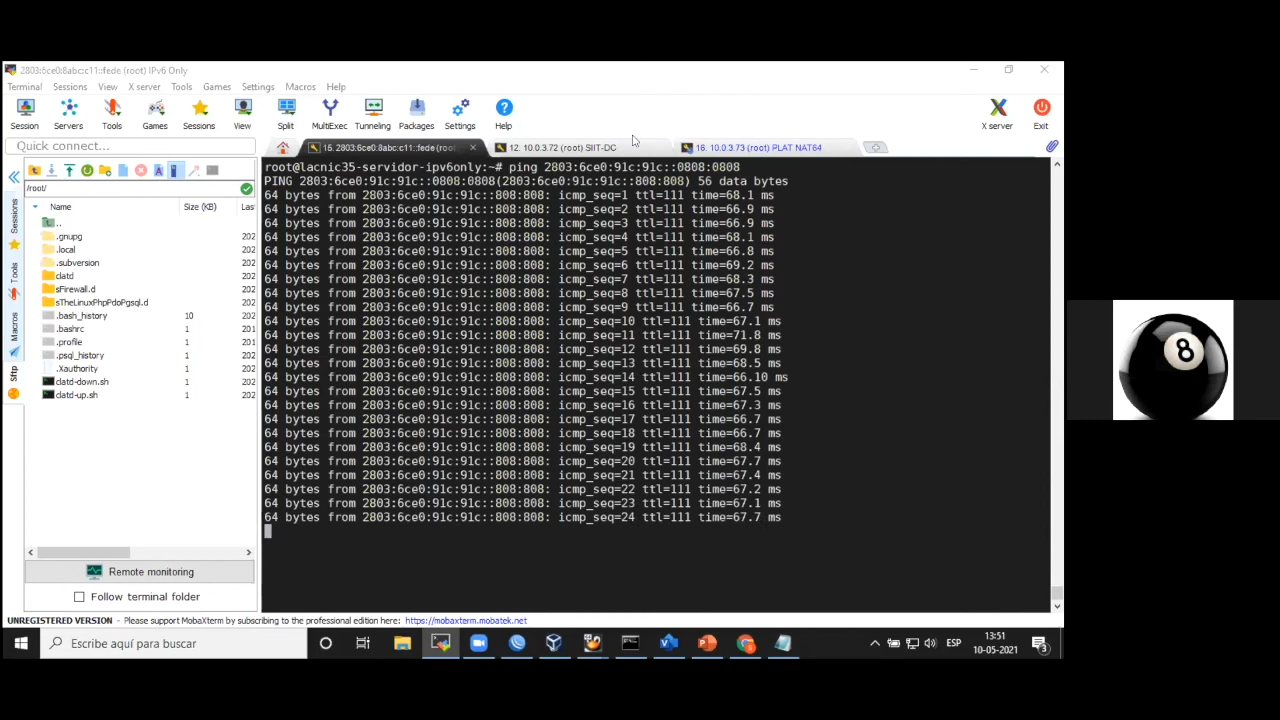 2803:6ce0:8abc:c11::fede (root) IPv6 Only
Terminal Sessions View X server Tools Games Settings Macros Help
Session Servers Tools Games Sessions View Split MultiExec Tunneling Packages Settings Help X server Exit
Quick connect...
15. 2803:6ce0:8abc:c11::fede (root) 12. 10.0.3.72 (root) SIIT-DC 16. 10.0.3.73 (root) PLAT NAT64
/root/
Name Size (KB) Last
..
.gnupg 202
.local 202
.subversion 202
clatd 202
sFirewall.d 202
sTheLinuxPhpPdoPgsql.d 202
.bash_history 10 202
.bashrc 1 201
.profile 1 201
.psql_history 1 202
.Xauthority 1 202
clatd-down.sh 1 202
clatd-up.sh 1 202
Sessions
Tools
Macros
Sftp
Remote monitoring
Follow terminal folder
root@lacnic35-servidor-ipv6only:~# ping 2803:6ce0:91c:91c::0808:0808
PING 2803:6ce0:91c:91c::0808:0808(2803:6ce0:91c:91c::808:808) 56 data bytes
64 bytes from 2803:6ce0:91c:91c::808:808: icmp_seq=1 ttl=111 time=68.1 ms
64 bytes from 2803:6ce0:91c:91c::808:808: icmp_seq=2 ttl=111 time=66.9 ms
64 bytes from 2803:6ce0:91c:91c::808:808: icmp_seq=3 ttl=111 time=66.9 ms
64 bytes from 2803:6ce0:91c:91c::808:808: icmp_seq=4 ttl=111 time=68.1 ms
64 bytes from 2803:6ce0:91c:91c::808:808: icmp_seq=5 ttl=111 time=66.8 ms
64 bytes from 2803:6ce0:91c:91c::808:808: icmp_seq=6 ttl=111 time=69.2 ms
64 bytes from 2803:6ce0:91c:91c::808:808: icmp_seq=7 ttl=111 time=68.3 ms
64 bytes from 2803:6ce0:91c:91c::808:808: icmp_seq=8 ttl=111 time=67.5 ms
64 bytes from 2803:6ce0:91c:91c::808:808: icmp_seq=9 ttl=111 time=66.7 ms
64 bytes from 2803:6ce0:91c:91c::808:808: icmp_seq=10 ttl=111 time=67.1 ms
64 bytes from 2803:6ce0:91c:91c::808:808: icmp_seq=11 ttl=111 time=71.8 ms
64 bytes from 2803:6ce0:91c:91c::808:808: icmp_seq=12 ttl=111 time=69.8 ms
64 bytes from 2803:6ce0:91c:91c::808:808: icmp_seq=13 ttl=111 time=68.5 ms
64 bytes from 2803:6ce0:91c:91c::808:808: icmp_seq=14 ttl=111 time=66.10 ms
64 bytes from 2803:6ce0:91c:91c::808:808: icmp_seq=15 ttl=111 time=67.5 ms
64 bytes from 2803:6ce0:91c:91c::808:808: icmp_seq=16 ttl=111 time=67.3 ms
64 bytes from 2803:6ce0:91c:91c::808:808: icmp_seq=17 ttl=111 time=66.7 ms
64 bytes from 2803:6ce0:91c:91c::808:808: icmp_seq=18 ttl=111 time=66.7 ms
64 bytes from 2803:6ce0:91c:91c::808:808: icmp_seq=19 ttl=111 time=68.4 ms
64 bytes from 2803:6ce0:91c:91c::808:808: icmp_seq=20 ttl=111 time=67.7 ms
64 bytes from 2803:6ce0:91c:91c::808:808: icmp_seq=21 ttl=111 time=67.4 ms
64 bytes from 2803:6ce0:91c:91c::808:808: icmp_seq=22 ttl=111 time=67.2 ms
64 bytes from 2803:6ce0:91c:91c::808:808: icmp_seq=23 ttl=111 time=67.1 ms
64 bytes from 2803:6ce0:91c:91c::808:808: icmp_seq=24 ttl=111 time=67.7 ms
8
UNREGISTERED VERSION - Please support MobaXterm by subscribing to the professional edition here: https://mobaxterm.mobatek.net
Escribe aquí para buscar
ESP
13:51
10-05-2021
3